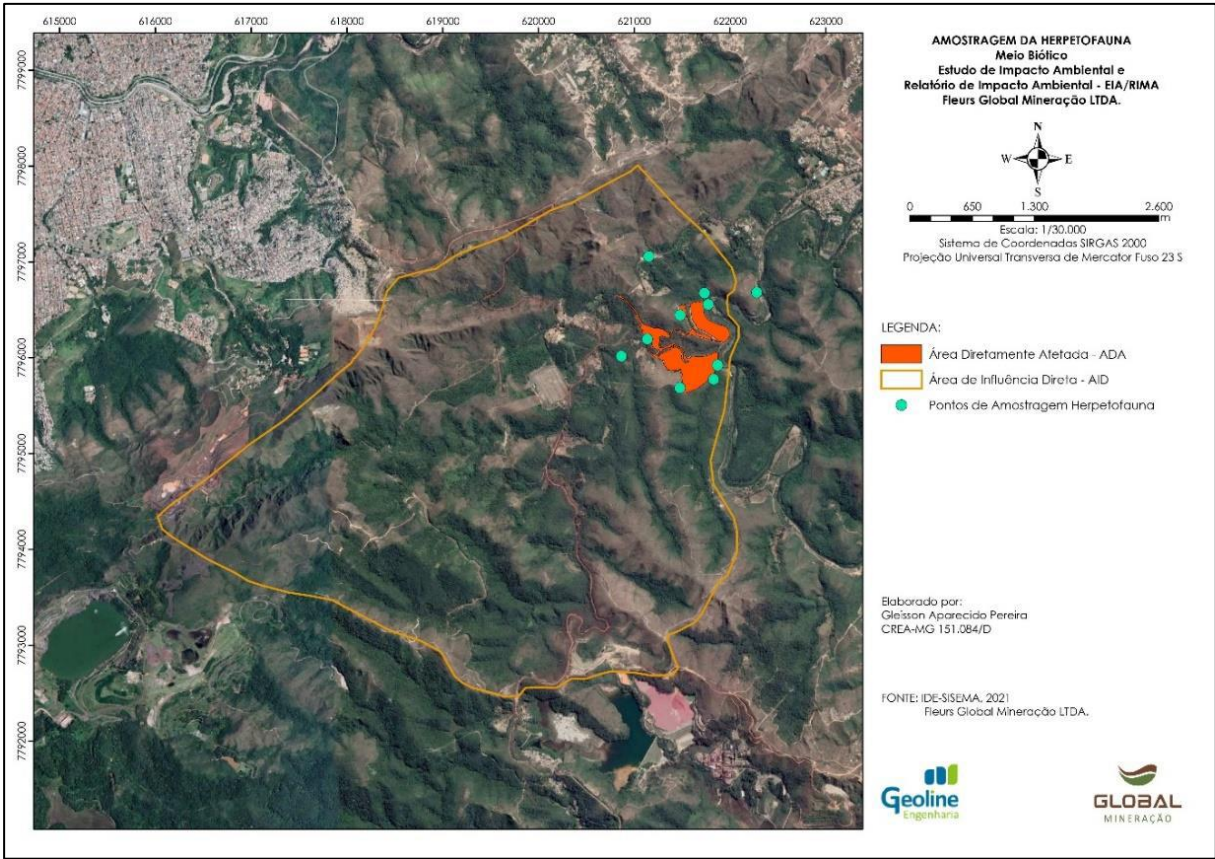 615000 616000 617000 618000 619000 620000 621000 622000 623000
7799000
7798000
7797000
7796000
7795000
7794000
7793000
7792000
AMOSTRAGEM DA HERPETOFAUNA
Meio Biótico
Estudo de Impacto Ambiental e
Relatório de Impacto Ambiental - EIA/RIMA
Fleurs Global Mineração LTDA.
N
W E
S
0 650 1.300 2.600
m
Escala: 1/30.000
Sistema de Coordenadas SIRGAS 2000
Projeção Universal Transversa de Mercator Fuso 23 S
LEGENDA:
Área Diretamente Afetada - ADA
Área de Influência Direta - AID
Pontos de Amostragem Herpetofauna
Elaborado por:
Gleisson Aparecido Pereira
CREA-MG 151.084/D
FONTE: IDE-SISEMA, 2021
Fleurs Global Mineração LTDA.
Geoline
Engenharia
GLOBAL
MINERAÇÃO